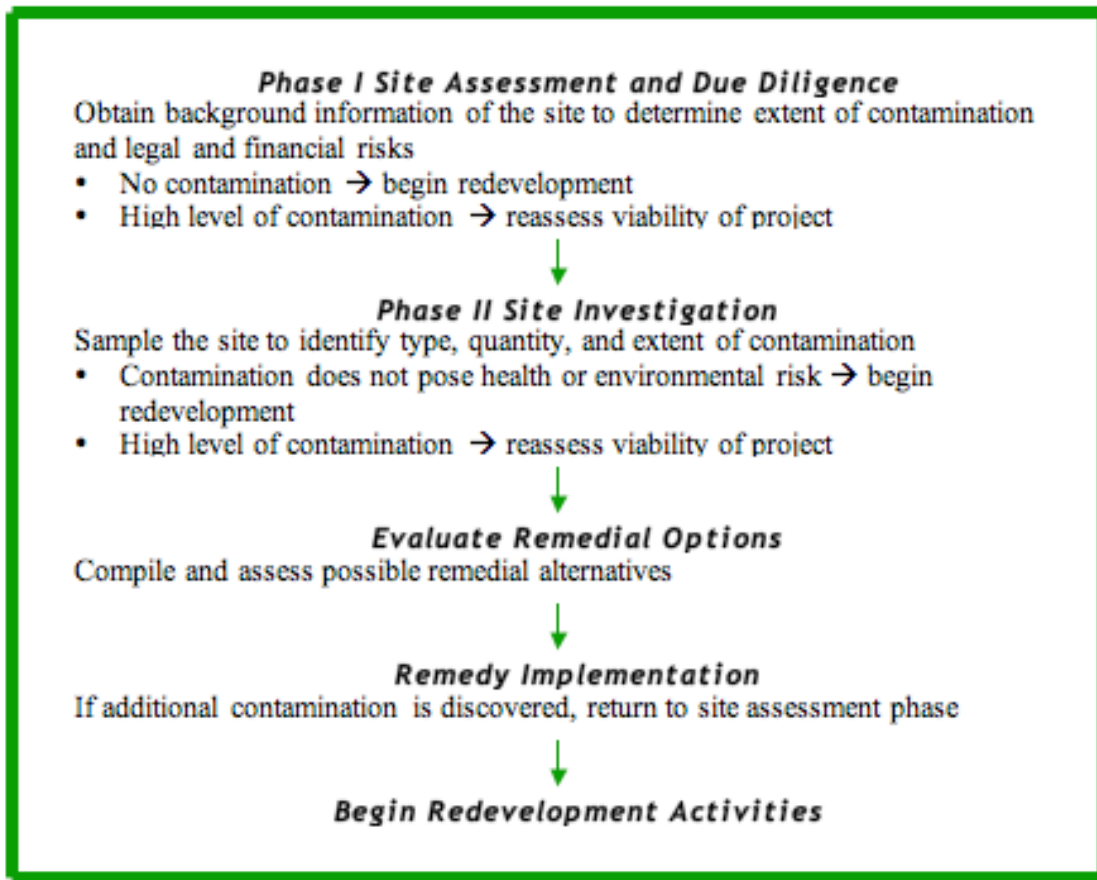 Phase I Site Assessment and Due Diligence
Obtain background information of the site to determine extent of contamination
and legal and financial risks
• No contamination → begin redevelopment
• High level of contamination → reassess viability of project
Phase II Site Investigation
Sample the site to identify type, quantity, and extent of contamination
• Contamination does not pose health or environmental risk → begin
redevelopment
• High level of contamination → reassess viability of project
Evaluate Remedial Options
Compile and assess possible remedial alternatives
Remedy Implementation
If additional contamination is discovered, return to site assessment phase
Begin Redevelopment Activities